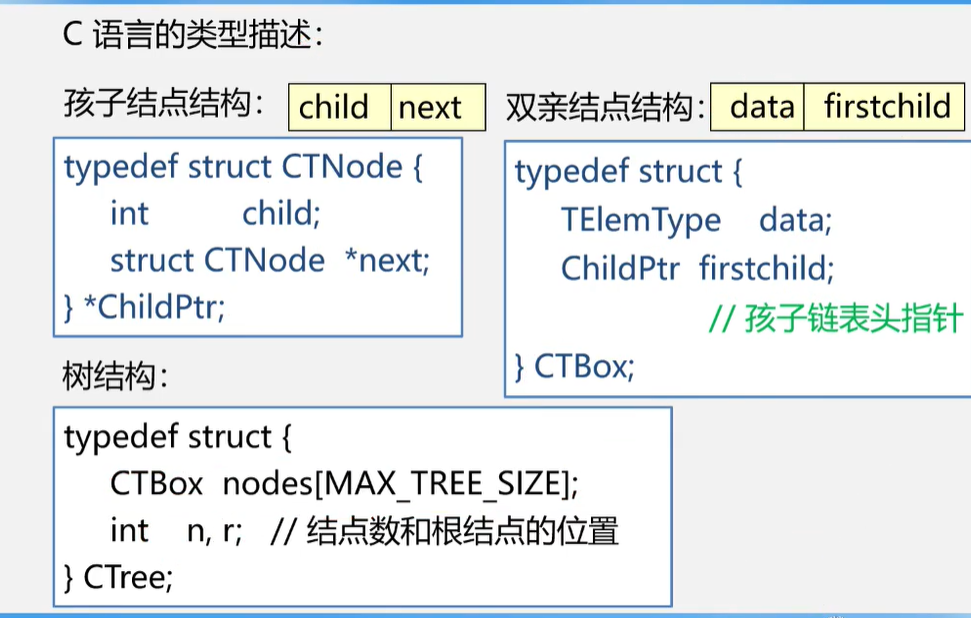 C 语言的类型描述：
孩子结点结构： child next
双亲结点结构： data firstchild
typedef struct CTNode {
int child;
struct CTNode *next;
} *ChildPtr;
typedef struct {
TElemType data;
ChildPtr firstchild;
// 孩子链表头指针
} CTBox;
树结构：
typedef struct {
CTBox nodes[MAX_TREE_SIZE];
int n, r; // 结点数和根结点的位置
} CTree;